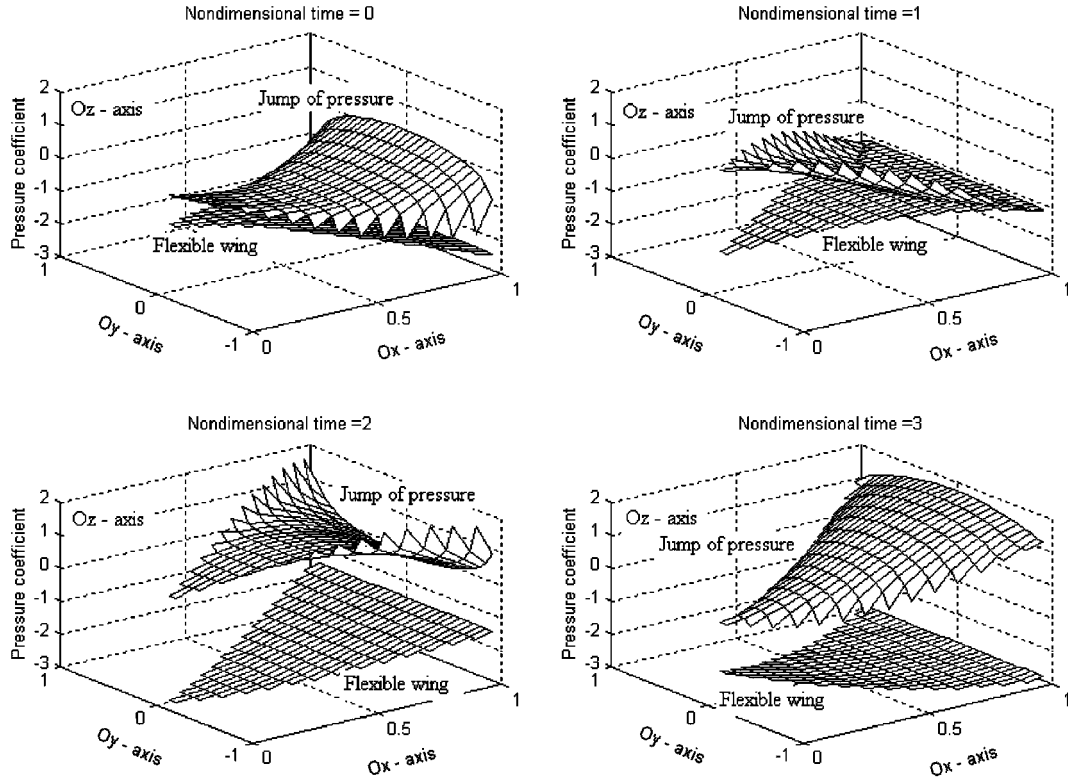 Nondimensional time = 0
2
1
0
-1
-2
-3
Pressure coefficient
Oz - axis
Jump of pressure
Flexible wing
1
0
-1
Oy - axis
0
0.5
1
Ox - axis
Nondimensional time =1
2
1
0
-1
-2
-3
Pressure coefficient
Oz - axis
Jump of pressure
Flexible wing
1
0
-1
Oy - axis
0
0.5
1
Ox - axis
Nondimensional time =2
2
1
0
-1
-2
-3
Pressure coefficient
Oz - axis
Jump of pressure
Flexible wing
1
0
-1
Oy - axis
0
0.5
1
Ox - axis
Nondimensional time =3
2
1
0
-1
-2
-3
Pressure coefficient
Oz - axis
Jump of pressure
Flexible wing
1
0
-1
Oy - axis
0
0.5
1
Ox - axis